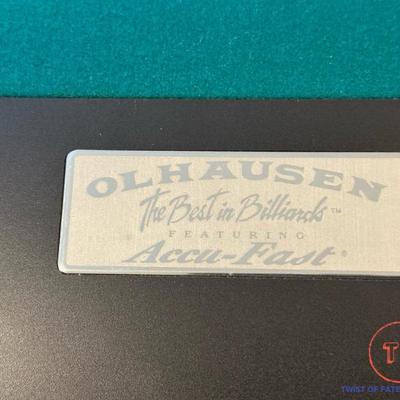 OLHAUSEN
The Best in Billiards™
FEATURING
Accu-Fast®
T
TWIST OF FATE